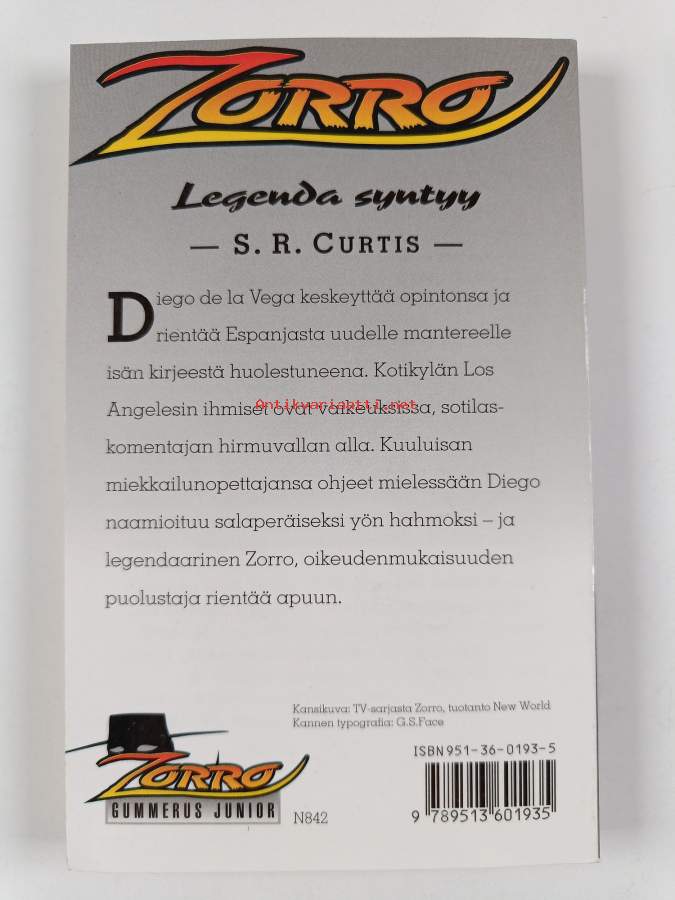 ZORRO
Legenda syntyy
— S. R. CURTIS —
Diego de la Vega keskeyttää opintonsa ja
rientää Espanjasta uudelle mantereelle
isän kirjeestä huolestuneena. Kotikylän Los
Angelesin ihmiset ovat vaikeuksissa, sotilas-
Antikvariaatti.net
komentajan hirmuvallan alla. Kuuluisan
miekkailunopettajansa ohjeet mielessään Diego
naamioituu salaperäiseksi yön hahmoksi – ja
legendaarinen Zorro, oikeudenmukaisuuden
puolustaja rientää apuun.
Kansikuva: TV-sarjasta Zorro, tuotanto New World
Kannen typografia: G.S.Face
ISBN 951-36-0193-5
ZORRO
GUMMERUS JUNIOR
N842
9 789513 601935